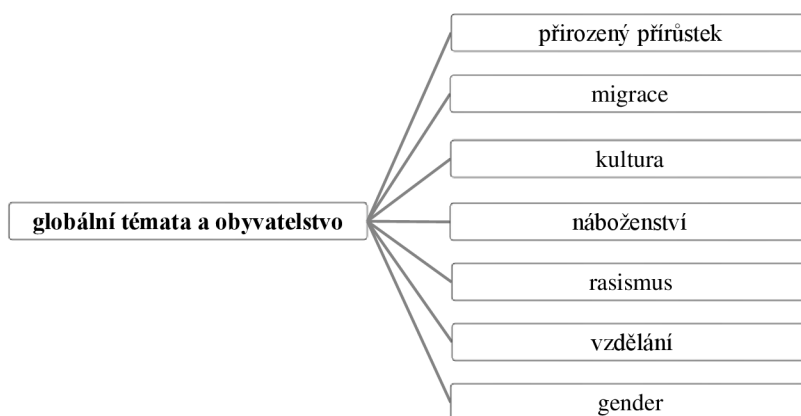 přirozený přírůstek
migrace
kultura
globální témata a obyvatelstvo
náboženství
rasismus
vzdělání
gender